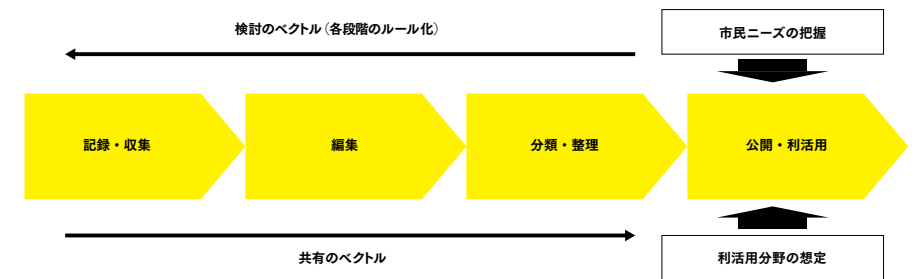 検討のベクトル（各段階のルール化）
市民ニーズの把握
記録・収集
編集
分類・整理
公開・利活用
共有のベクトル
利活用分野の想定